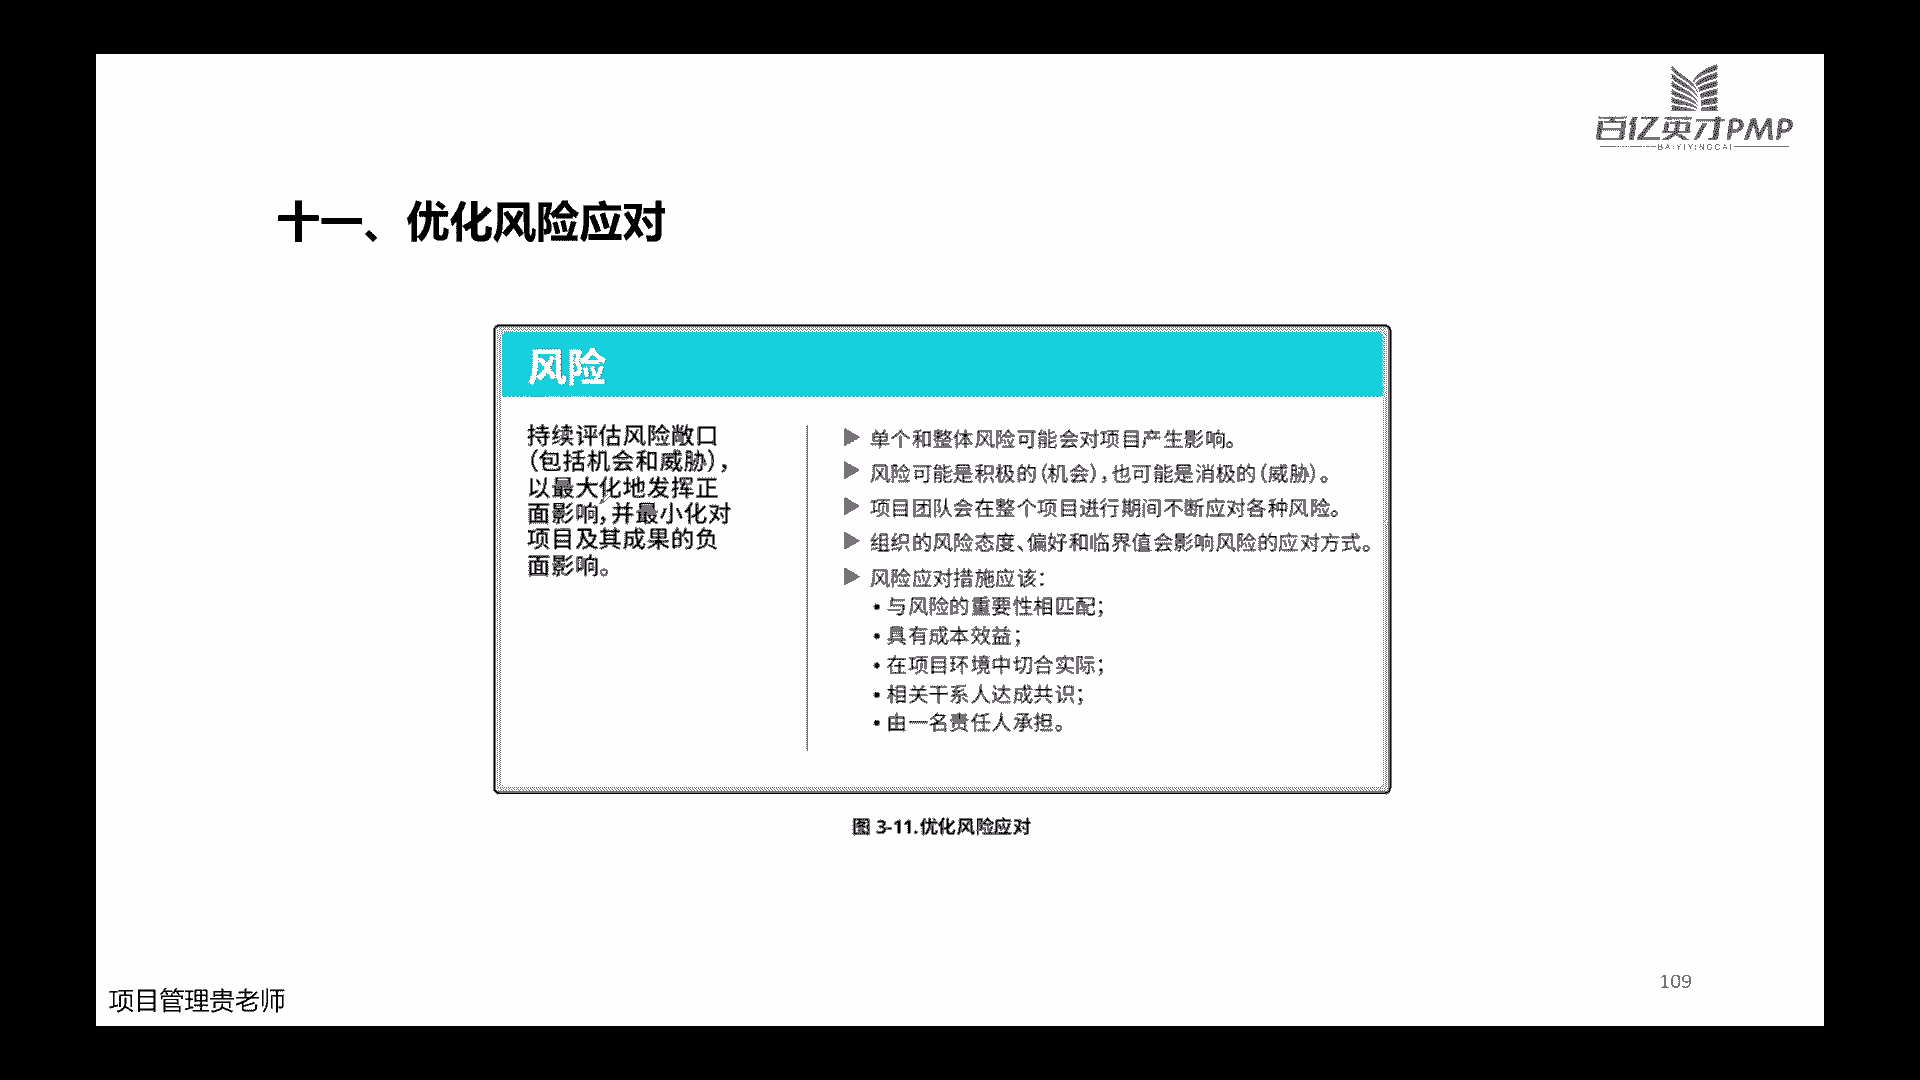 百亿英才PMP
BAIYIYINGCAI
十一、优化风险应对
风险
持续评估风险敞口
(包括机会和威胁),
以最大化地发挥正
面影响,并最小化对
项目及其成果的负
面影响。
▶ 单个和整体风险可能会对项目产生影响。
▶ 风险可能是积极的(机会),也可能是消极的(威胁)。
▶ 项目团队会在整个项目进行期间不断应对各种风险。
▶ 组织的风险态度、偏好和临界值会影响风险的应对方式。
▶ 风险应对措施应该:
• 与风险的重要性相匹配;
• 具有成本效益;
• 在项目环境中切合实际;
• 相关干系人达成共识;
• 由一名责任人承担。
图 3-11.优化风险应对
109
项目管理贵老师